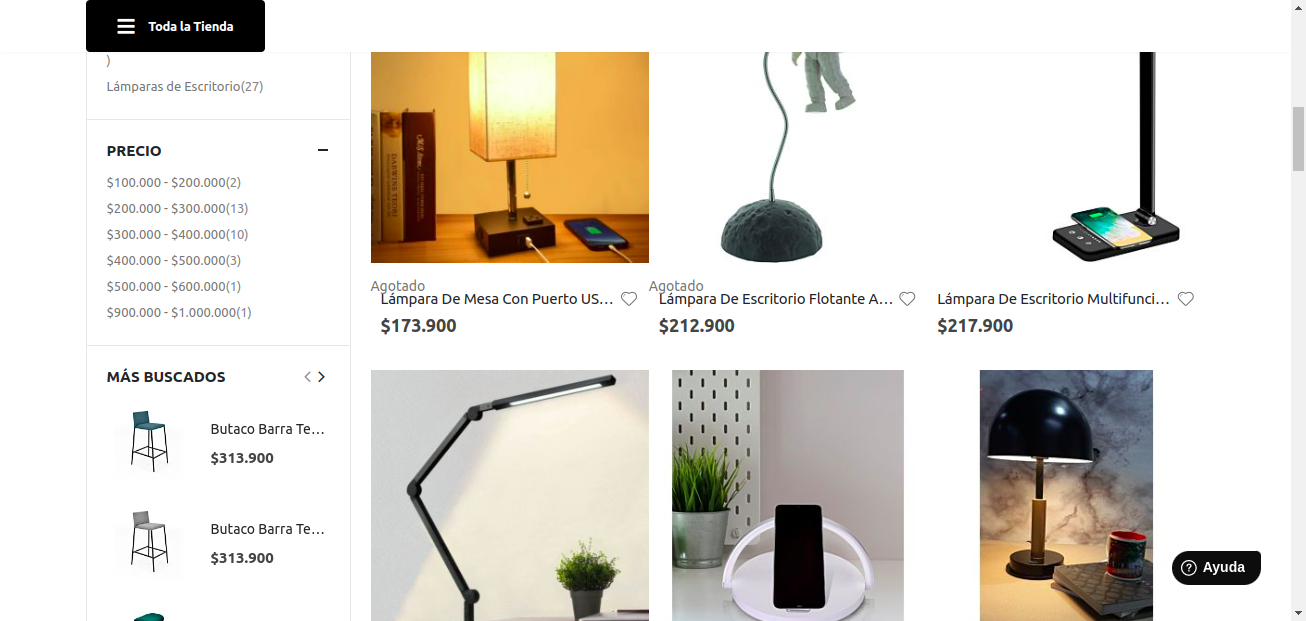 Toda la Tienda
)
Lámparas de Escritorio(27)
PRECIO
$100.000 - $200.000(2)
$200.000 - $300.000(13)
$300.000 - $400.000(10)
$400.000 - $500.000(3)
$500.000 - $600.000(1)
$900.000 - $1.000.000(1)
MÁS BUSCADOS
Butaco Barra Te…
$313.900
Butaco Barra Te…
$313.900
Agotado
Lámpara De Mesa Con Puerto US…
$173.900
Agotado
Lámpara De Escritorio Flotante A…
$212.900
Lámpara De Escritorio Multifunci…
$217.900
Ayuda